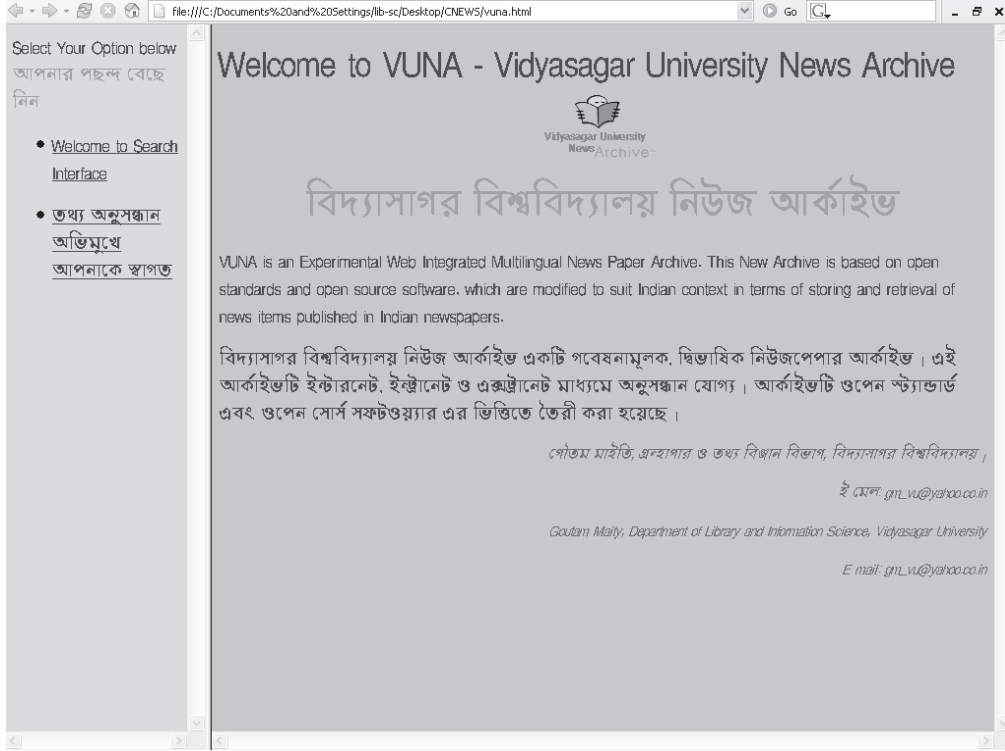 file:///C:/Documents%20and%20Settings/lib-sc/Desktop/CNEWS/vuna.html
Go
G
Select Your Option below
আপনার পছন্দ বেছে
নিন
Welcome to Search
Interface
তথ্য অনুসন্ধান
অভিমুখে
আপনাকে স্বাগত
Welcome to VUNA - Vidyasagar University News Archive
Vidyasagar University
News Archive
বিদ্যাসাগর বিশ্ববিদ্যালয় নিউজ আর্কাইভ
VUNA is an Experimental Web Integrated Multilingual News Paper Archive. This New Archive is based on open
standards and open source software, which are modified to suit Indian context in terms of storing and retrieval of
news items published in Indian newspapers.
বিদ্যাসাগর বিশ্ববিদ্যালয় নিউজ আর্কাইভ একটি গবেষনামূলক, দ্বিভাষিক নিউজপেপার আর্কাইভ । এই
আর্কাইভটি ইন্টারনেট, ইন্ট্রানেট ও এক্সট্রানেট মাধ্যমে অনুসন্ধান যোগ্য । আর্কাইভটি ওপেন স্ট্যান্ডার্ড
এবং ওপেন সোর্স সফটওয়্যার এর ভিত্তিতে তৈরী করা হয়েছে ।
গৌতম মাইতি, গ্রন্হাগার ও তথ্য বিজ্ঞান বিভাগ, বিদ্যাসাগর বিশ্ববিদ্যালয় ।
ই মেল: gm_vu@yahoo.co.in
Goutam Maity, Department of Library and Information Science, Vidyasagar University
E mail: gm_vu@yahoo.co.in